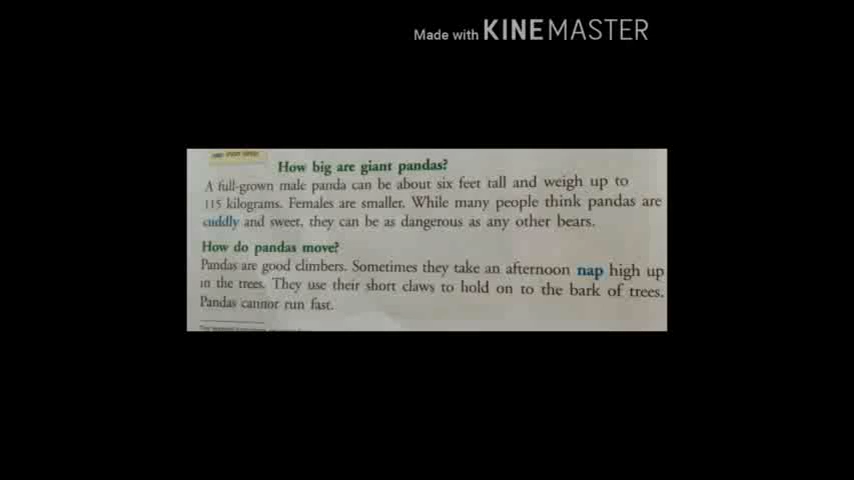 Made with KINEMASTER
How big are giant pandas?
A full-grown male panda can be about six feet tall and weigh up to
115 kilograms. Females are smaller. While many people think pandas are
cuddly and sweet, they can be as dangerous as any other bears.
How do pandas move?
Pandas are good climbers. Sometimes they take an afternoon nap high up
in the trees. They use their short claws to hold on to the bark of trees.
Pandas cannot run fast.